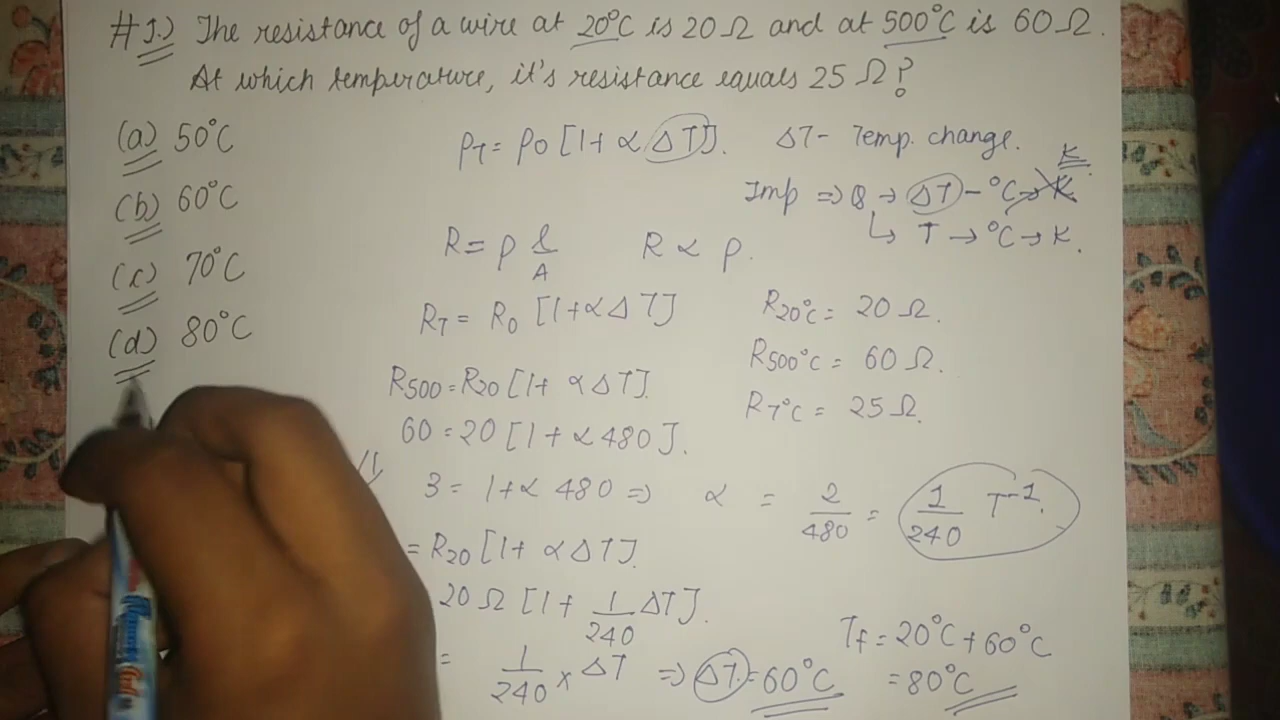 #1.) The resistance of a wire at 20°C is 20 Ω and at 500°C is 60 Ω.
At which temperature, it's resistance equals 25 Ω?
(a) 50°C
(b) 60°C
(c) 70°C
(d) 80°C
ρT = ρ0 [1 + α ΔT]. ΔT - Temp. change.
K
Imp ⇒ Q → ΔT - °C → K
↳ T → °C → K.
R = ρ l/A R ∝ ρ.
RT = R0 [1 + α ΔT]
R20°C = 20 Ω.
R500°C = 60 Ω.
RT°C = 25 Ω.
R500 = R20 [1 + α ΔT].
60 = 20 [1 + α 480].
3 = 1 + α 480 ⇒ α = 2/480 = 1/240 T⁻¹.
= R20 [1 + α ΔT].
20 Ω [1 + 1/240 ΔT].
= 1/240 × ΔT ⇒ ΔT = 60°C
Tf = 20°C + 60°C
= 80°C